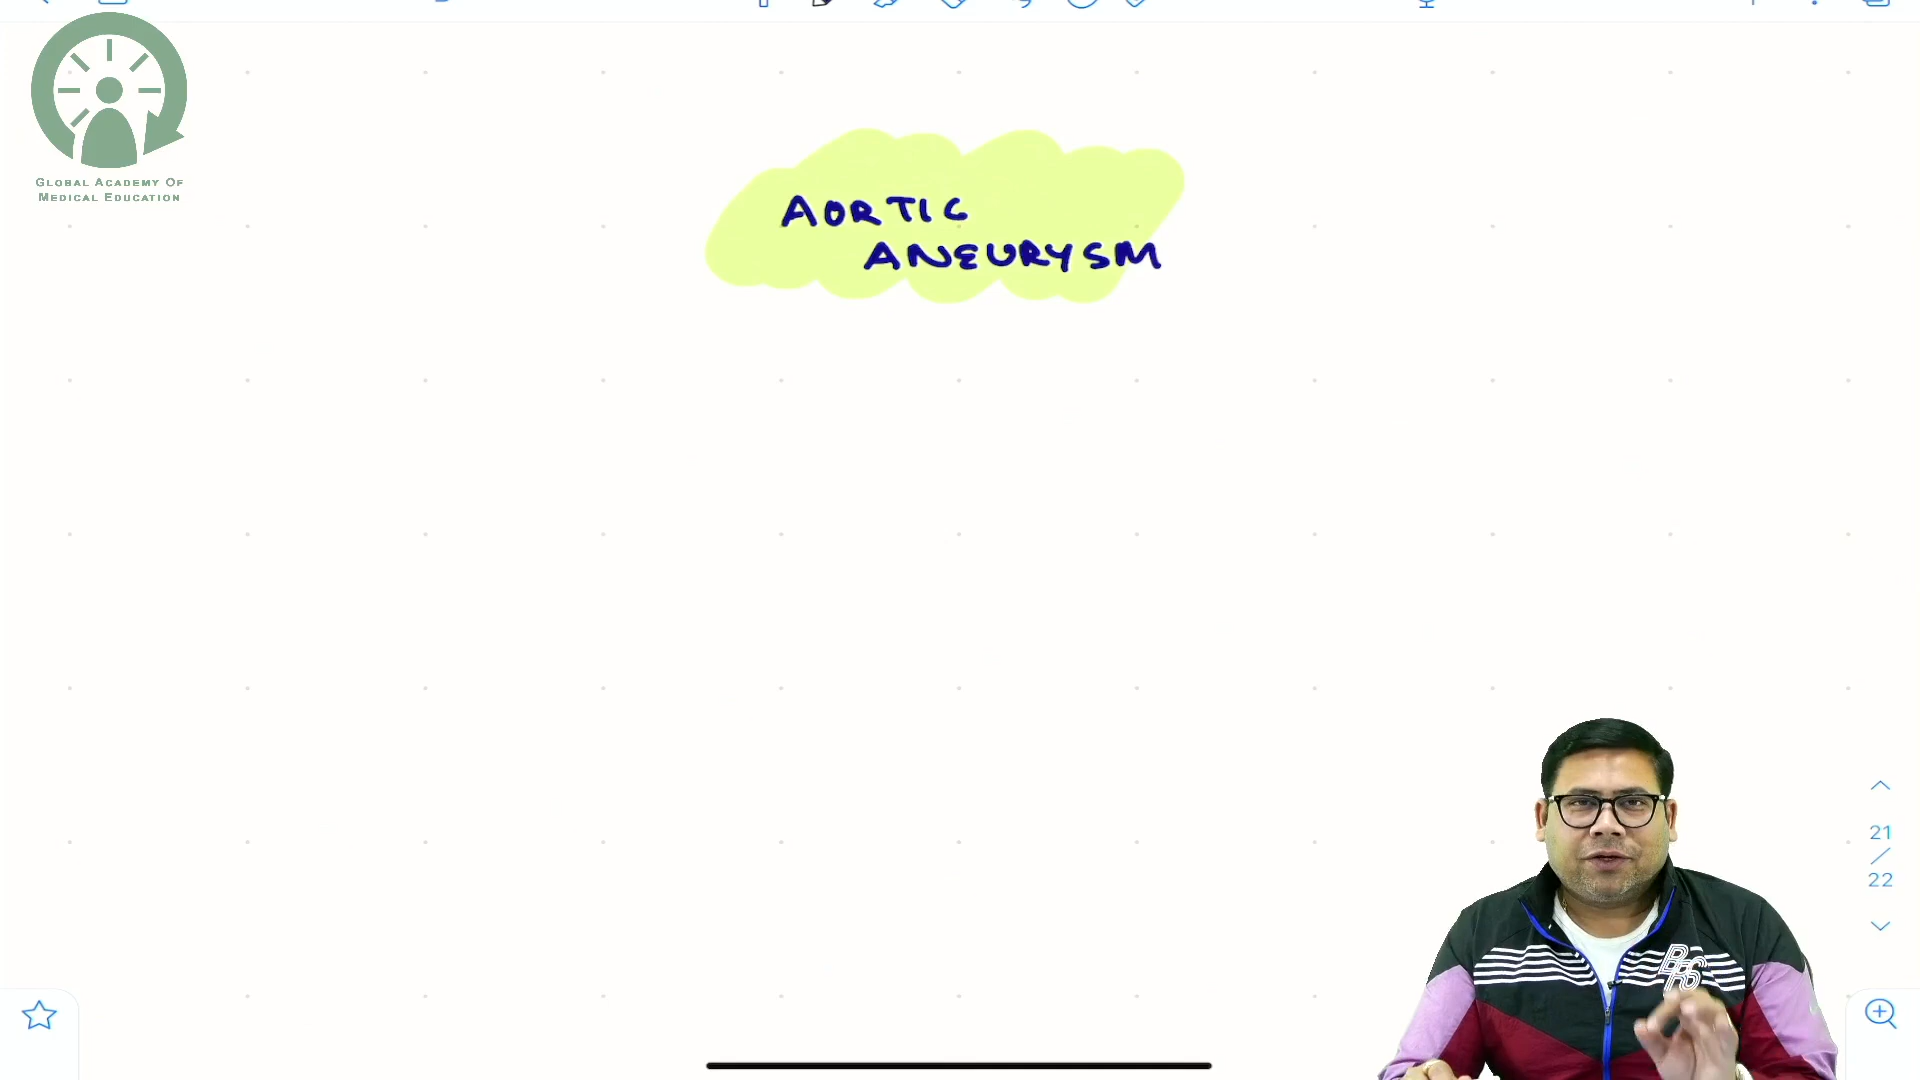 GLOBAL ACADEMY OF
MEDICAL EDUCATION
AORTIC
ANEURYSM
21
22